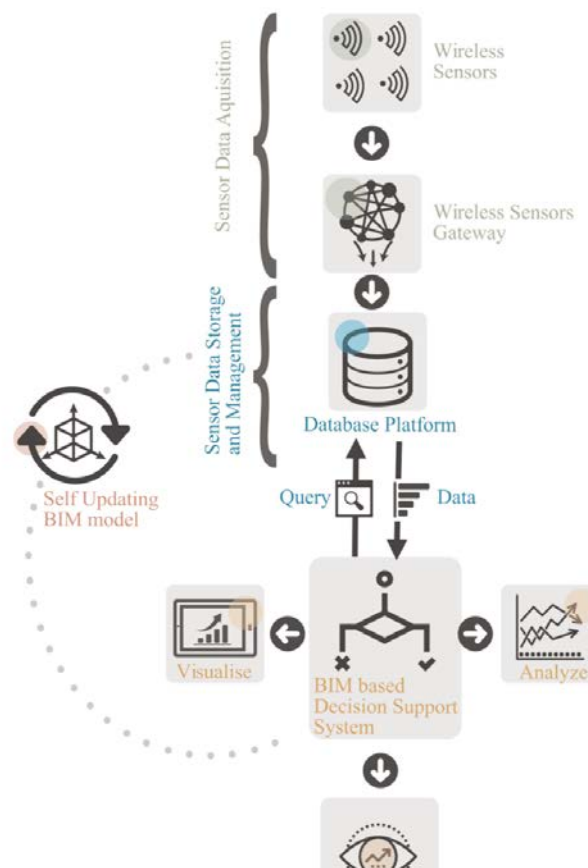 Wireless
Sensors
Sensor Data Aquisition
Wireless Sensors
Gateway
Sensor Data Storage
and Management
Database Platform
Self Updating
BIM model
Query
Data
Visualise
BIM based
Decision Support
System
Analyze